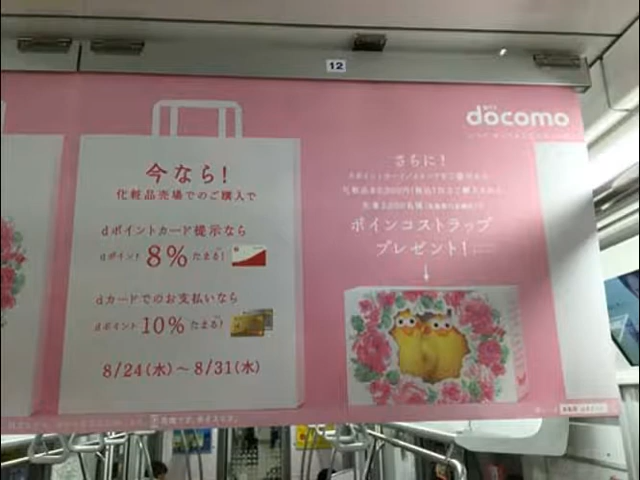 12
döcomo
今なら!
化粧品売場でのご購入で
dポイントカード提示なら
dポイント 8% たまる!
dカードでのお支払いなら
dポイント 10% たまる!
8/24(水)～8/31(水)
さらに!
ポインコストラップ
プレゼント!